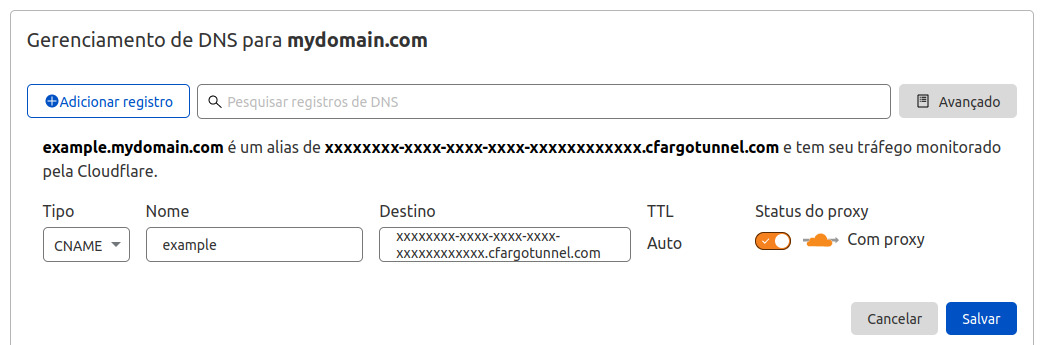 Gerenciamento de DNS para mydomain.com
Adicionar registro
Pesquisar registros de DNS
Avançado
example.mydomain.com é um alias de xxxxxxxx-xxxx-xxxx-xxxx-xxxxxxxxxxxx.cfargotunnel.com e tem seu tráfego monitorado
pela Cloudflare.
Tipo
Nome
Destino
TTL
Status do proxy
CNAME
example
xxxxxxxx-xxxx-xxxx-xxxx-
xxxxxxxxxxxx.cfargotunnel.com
Auto
Com proxy
Cancelar
Salvar